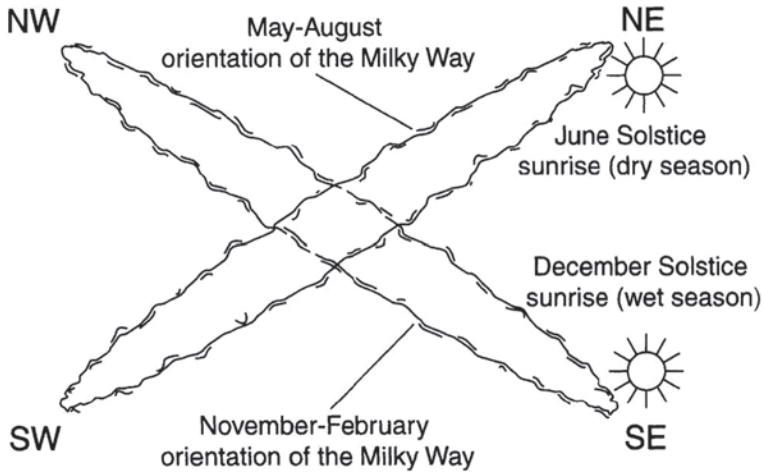 NW
May-August
orientation of the Milky Way
NE
June Solstice
sunrise (dry season)
December Solstice
sunrise (wet season)
SW
November-February
orientation of the Milky Way
SE